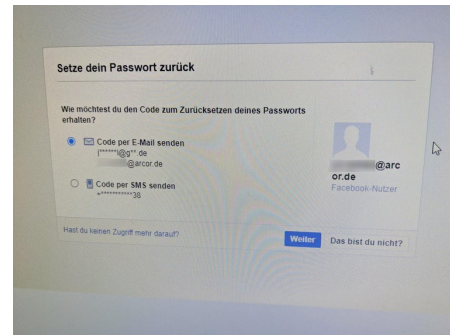 Setze dein Passwort zurück
Wie möchtest du den Code zum Zurücksetzen deines Passworts
erhalten?
Code per E-Mail senden
l******l@g**.de
@arcor.de
Code per SMS senden
+***********36
@arc
or.de
Facebook-Nutzer
Hast du keinen Zugriff mehr darauf?
Weiter
Das bist du nicht?